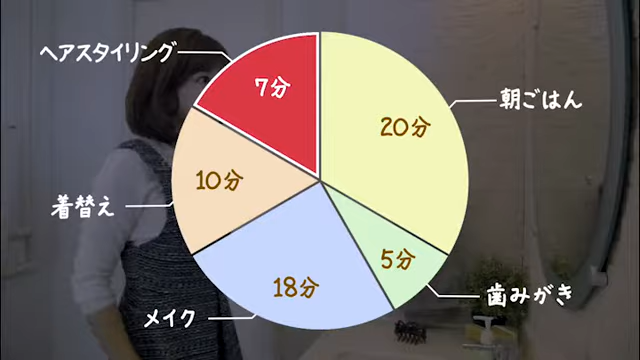 ヘアスタイリング
7分
朝ごはん
20分
10分
着替え
5分
歯みがき
18分
メイク